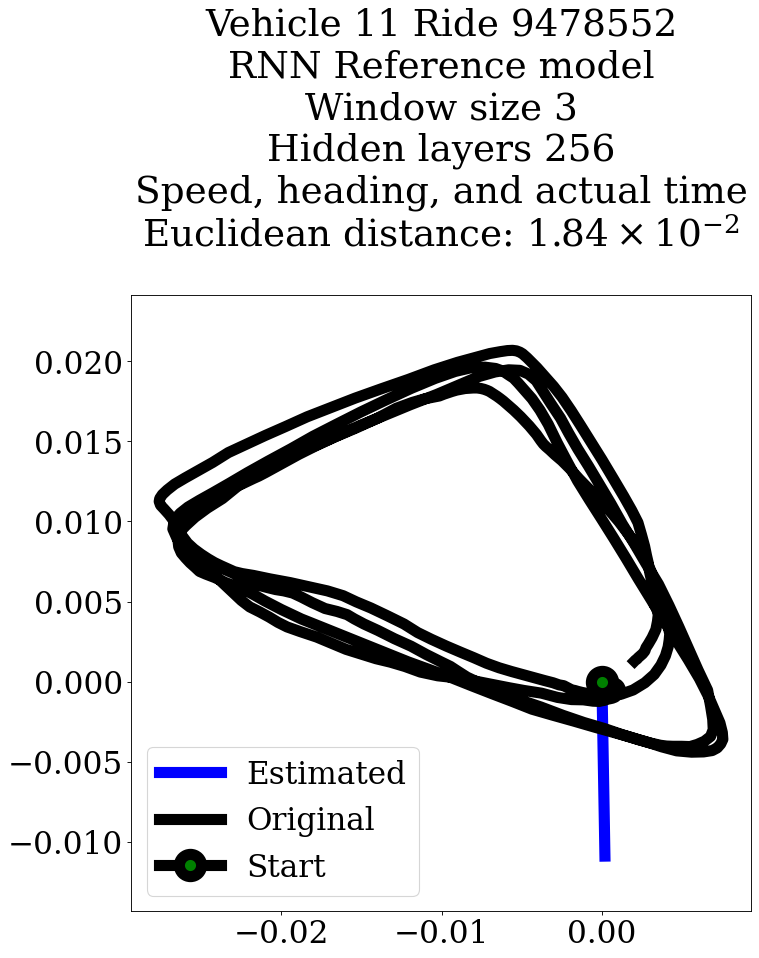 Vehicle 11 Ride 9478552
RNN Reference model
Window size 3
Hidden layers 256
Speed, heading, and actual time
Euclidean distance: 1.84 × 10⁻²
0.020
0.015
0.010
0.005
0.000
−0.005
−0.010
Estimated
Original
Start
−0.02
−0.01
0.00